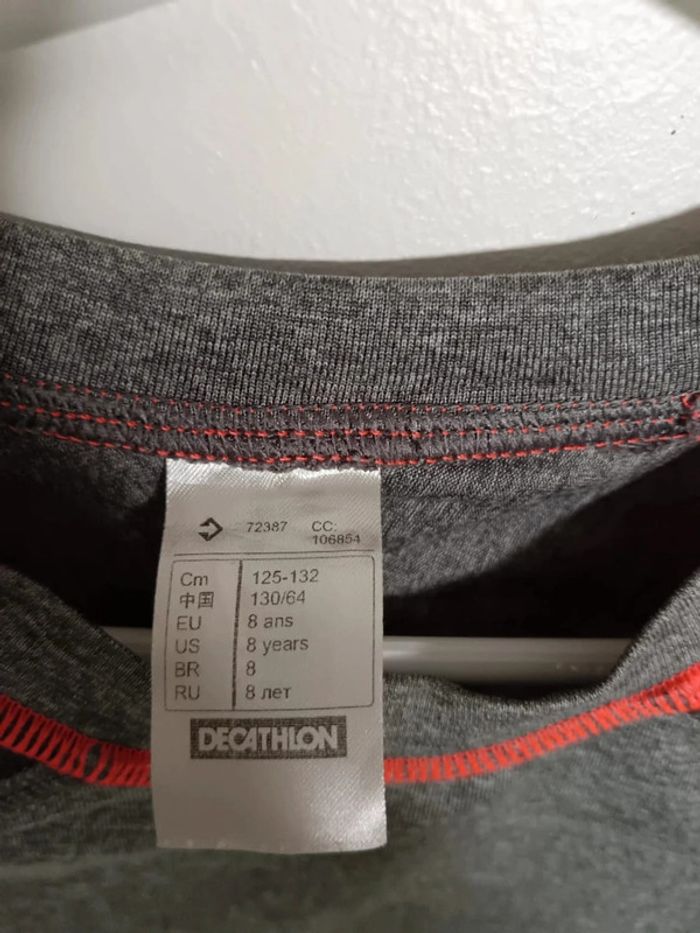 72387 CC:
106854
Cm 125-132
中国 130/64
EU 8 ans
US 8 years
BR 8
RU 8 лет
DECATHLON